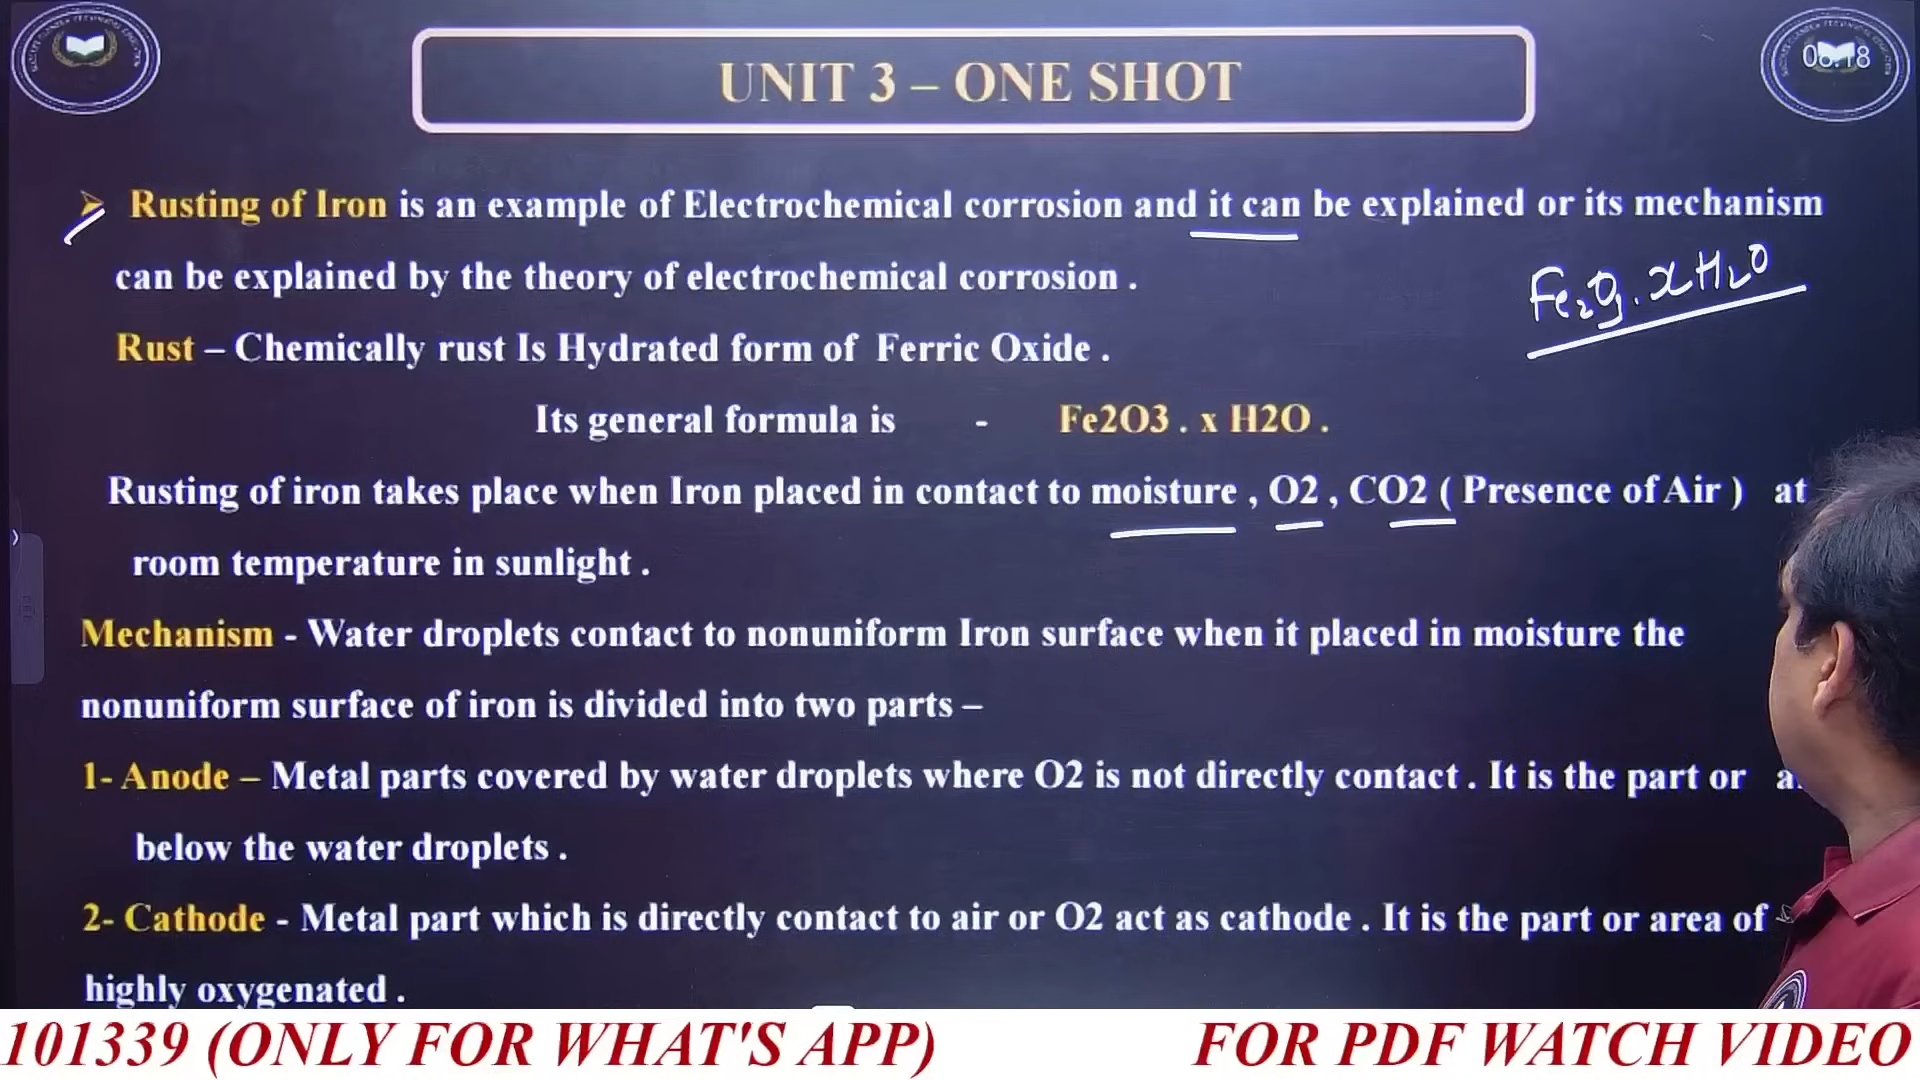 08:18
UNIT 3 – ONE SHOT
➤ Rusting of Iron is an example of Electrochemical corrosion and it can be explained or its mechanism
can be explained by the theory of electrochemical corrosion .
Fe2O3 . xH2O
Rust – Chemically rust Is Hydrated form of Ferric Oxide .
Its general formula is - Fe2O3 . x H2O .
Rusting of iron takes place when Iron placed in contact to moisture , O2 , CO2 ( Presence of Air ) at
room temperature in sunlight .
Mechanism - Water droplets contact to nonuniform Iron surface when it placed in moisture the
nonuniform surface of iron is divided into two parts –
1- Anode – Metal parts covered by water droplets where O2 is not directly contact . It is the part or
below the water droplets .
2- Cathode - Metal part which is directly contact to air or O2 act as cathode . It is the part or area of
highly oxygenated .
101339 (ONLY FOR WHAT'S APP) FOR PDF WATCH VIDEO